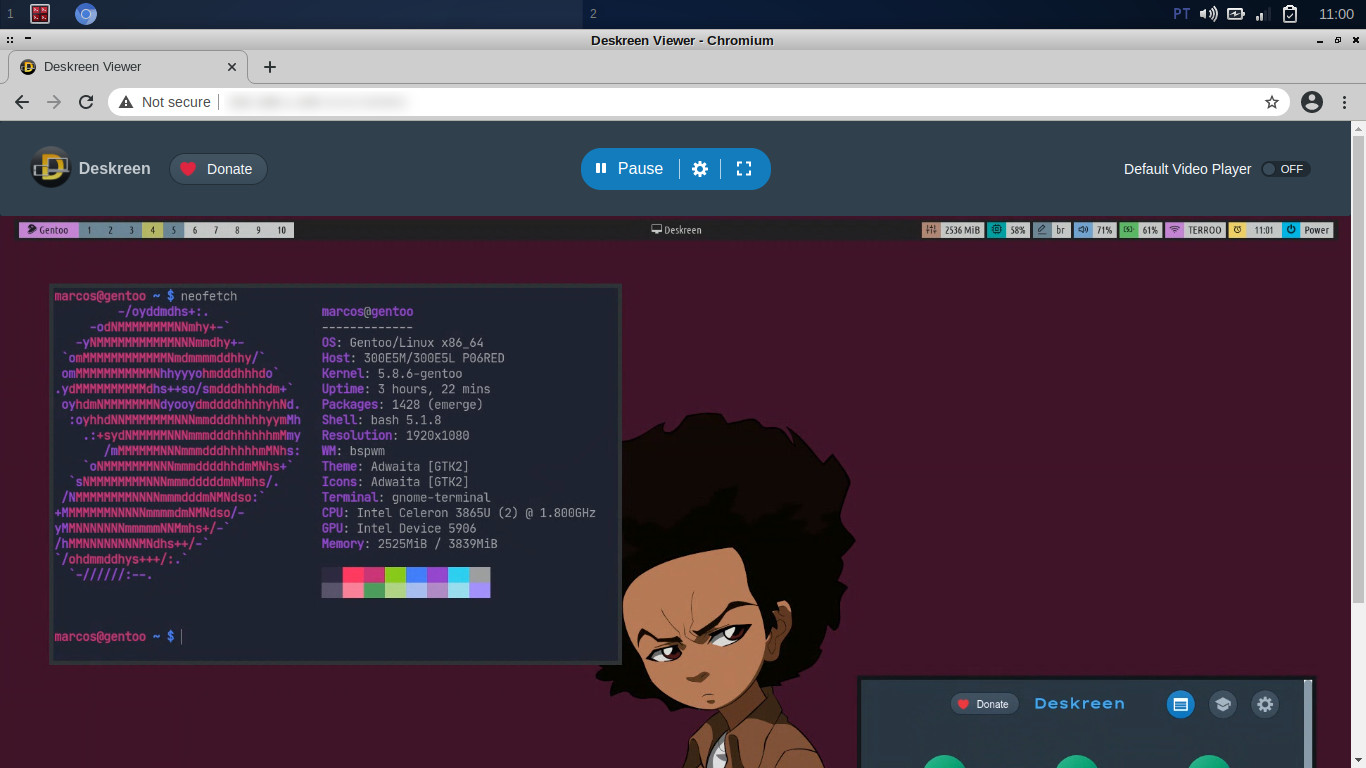 1 2 PT 11:00
Deskreen Viewer - Chromium
Deskreen Viewer
Not secure
Deskreen Donate Pause Default Video Player OFF
Gentoo 1 2 3 4 5 6 7 8 9 10 Deskreen 2536 MiB 58% br 71% 61% TERROO 11:01 Power
marcos@gentoo ~ $ neofetch
-/oyddmdhs+:. marcos@gentoo
-odNMMMMMMMMNNmhy+-` -------------
-yNMMMMMMMMMMMNNNmmdhy+- OS: Gentoo/Linux x86_64
`omMMMMMMMMMMMMNmdmmmmddhhy/` Host: 300E5M/300E5L P06RED
omMMMMMMMMMMMNhhyyyohmdddhhhdo` Kernel: 5.8.6-gentoo
.ydMMMMMMMMMMdhs++so/smdddhhhhdm+` Uptime: 3 hours, 22 mins
oyhdmNMMMMMMMNdyooydmddddhhhhyhNd. Packages: 1428 (emerge)
:oyhhdNNMMMMMMMNNNmmdddhhhhhyymMh Shell: bash 5.1.8
.:+sydNMMMMMNNNmmmdddhhhhhhmMmy Resolution: 1920x1080
/mMMMMMMNNNmmmdddhhhhhmMNhs: WM: bspwm
`oNMMMMMMMNNNmmmddddhhdmMNhs+` Theme: Adwaita [GTK2]
`sNMMMMMMMMNNNmmmdddddmNMmhs/. Icons: Adwaita [GTK2]
/NMMMMMMMMNNNNmmmdddmNMNdso:` Terminal: gnome-terminal
+MMMMMMMNNNNNmmmmdmNMNdso/- CPU: Intel Celeron 3865U (2) @ 1.800GHz
yMMNNNNNNNmmmmmNNMmhs+/-` GPU: Intel Device 5906
/hMMNNNNNNNNMNdhs++/-` Memory: 2525MiB / 3839MiB
`/ohdmmddhys+++/:.`
`-//////:--.
marcos@gentoo ~ $
Donate Deskreen